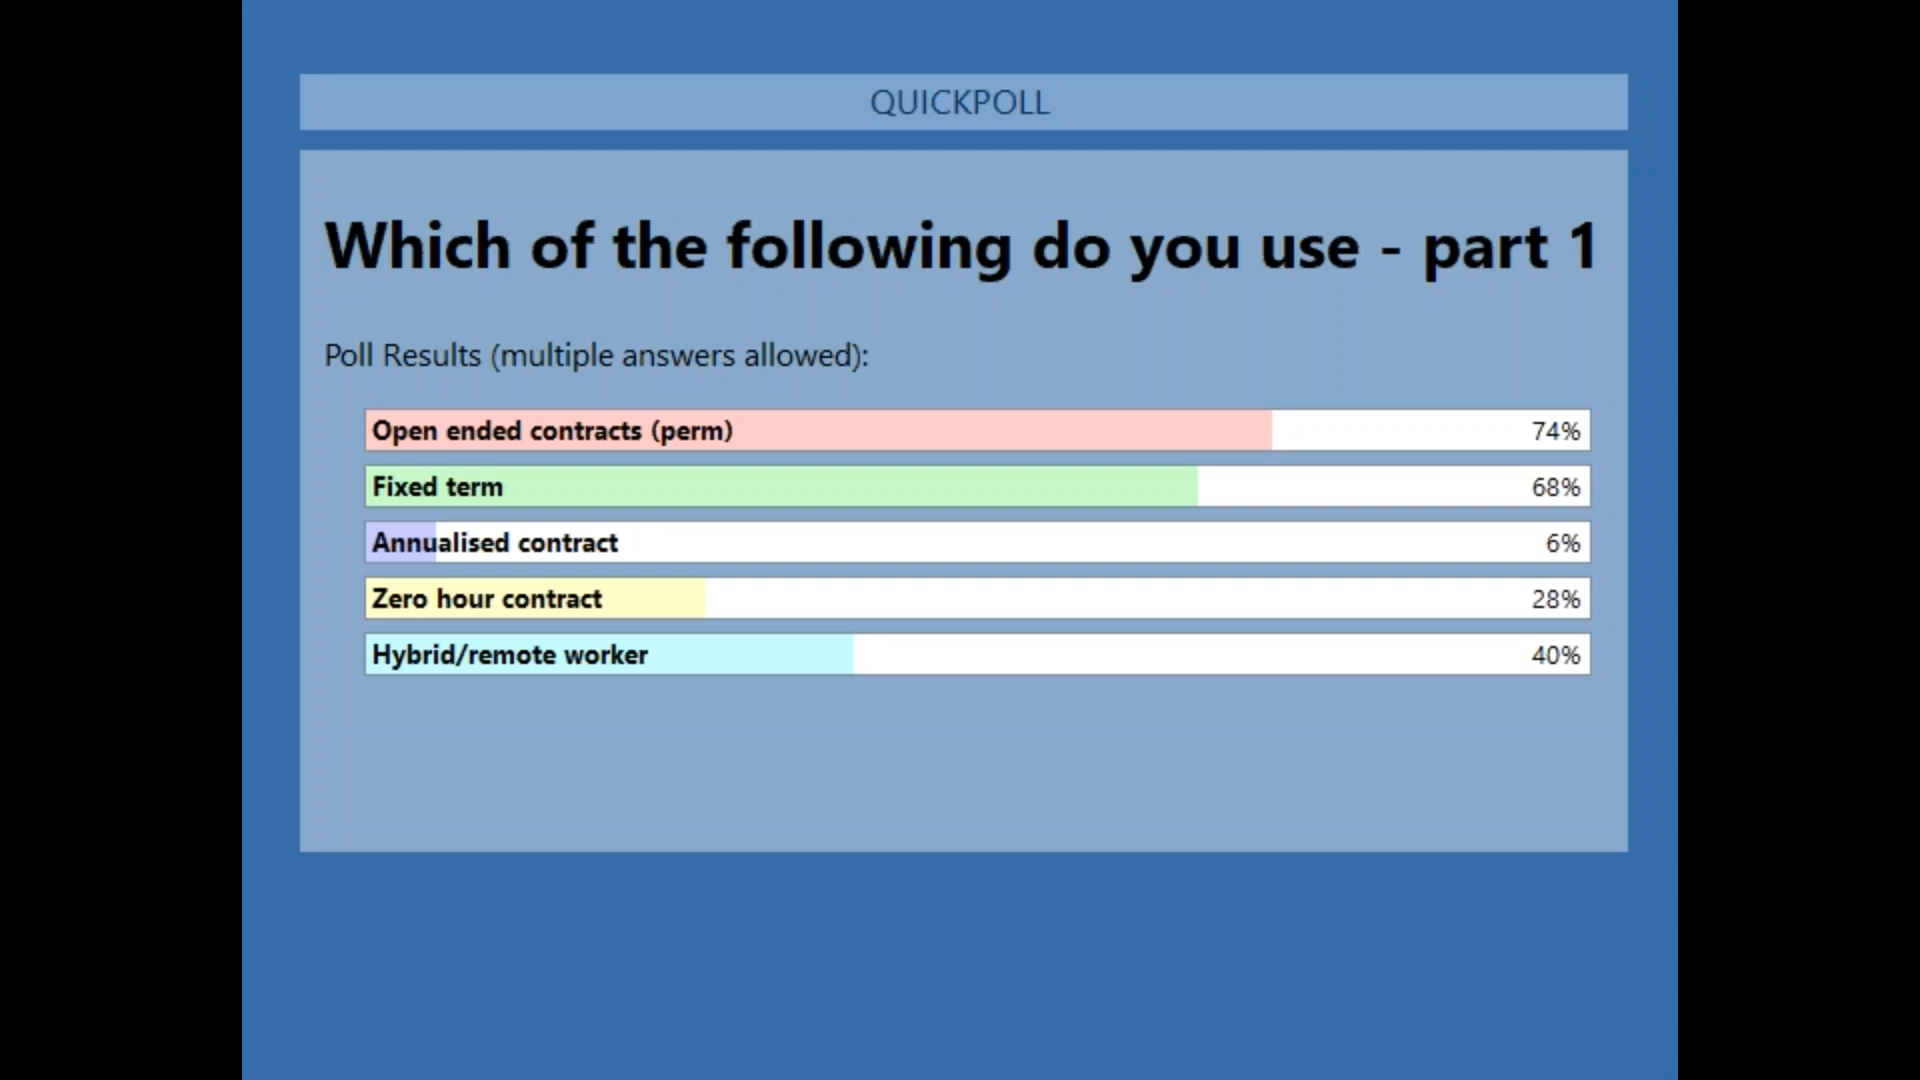 QUICKPOLL
Which of the following do you use - part 1
Poll Results (multiple answers allowed):
Open ended contracts (perm) 74%
Fixed term 68%
Annualised contract 6%
Zero hour contract 28%
Hybrid/remote worker 40%